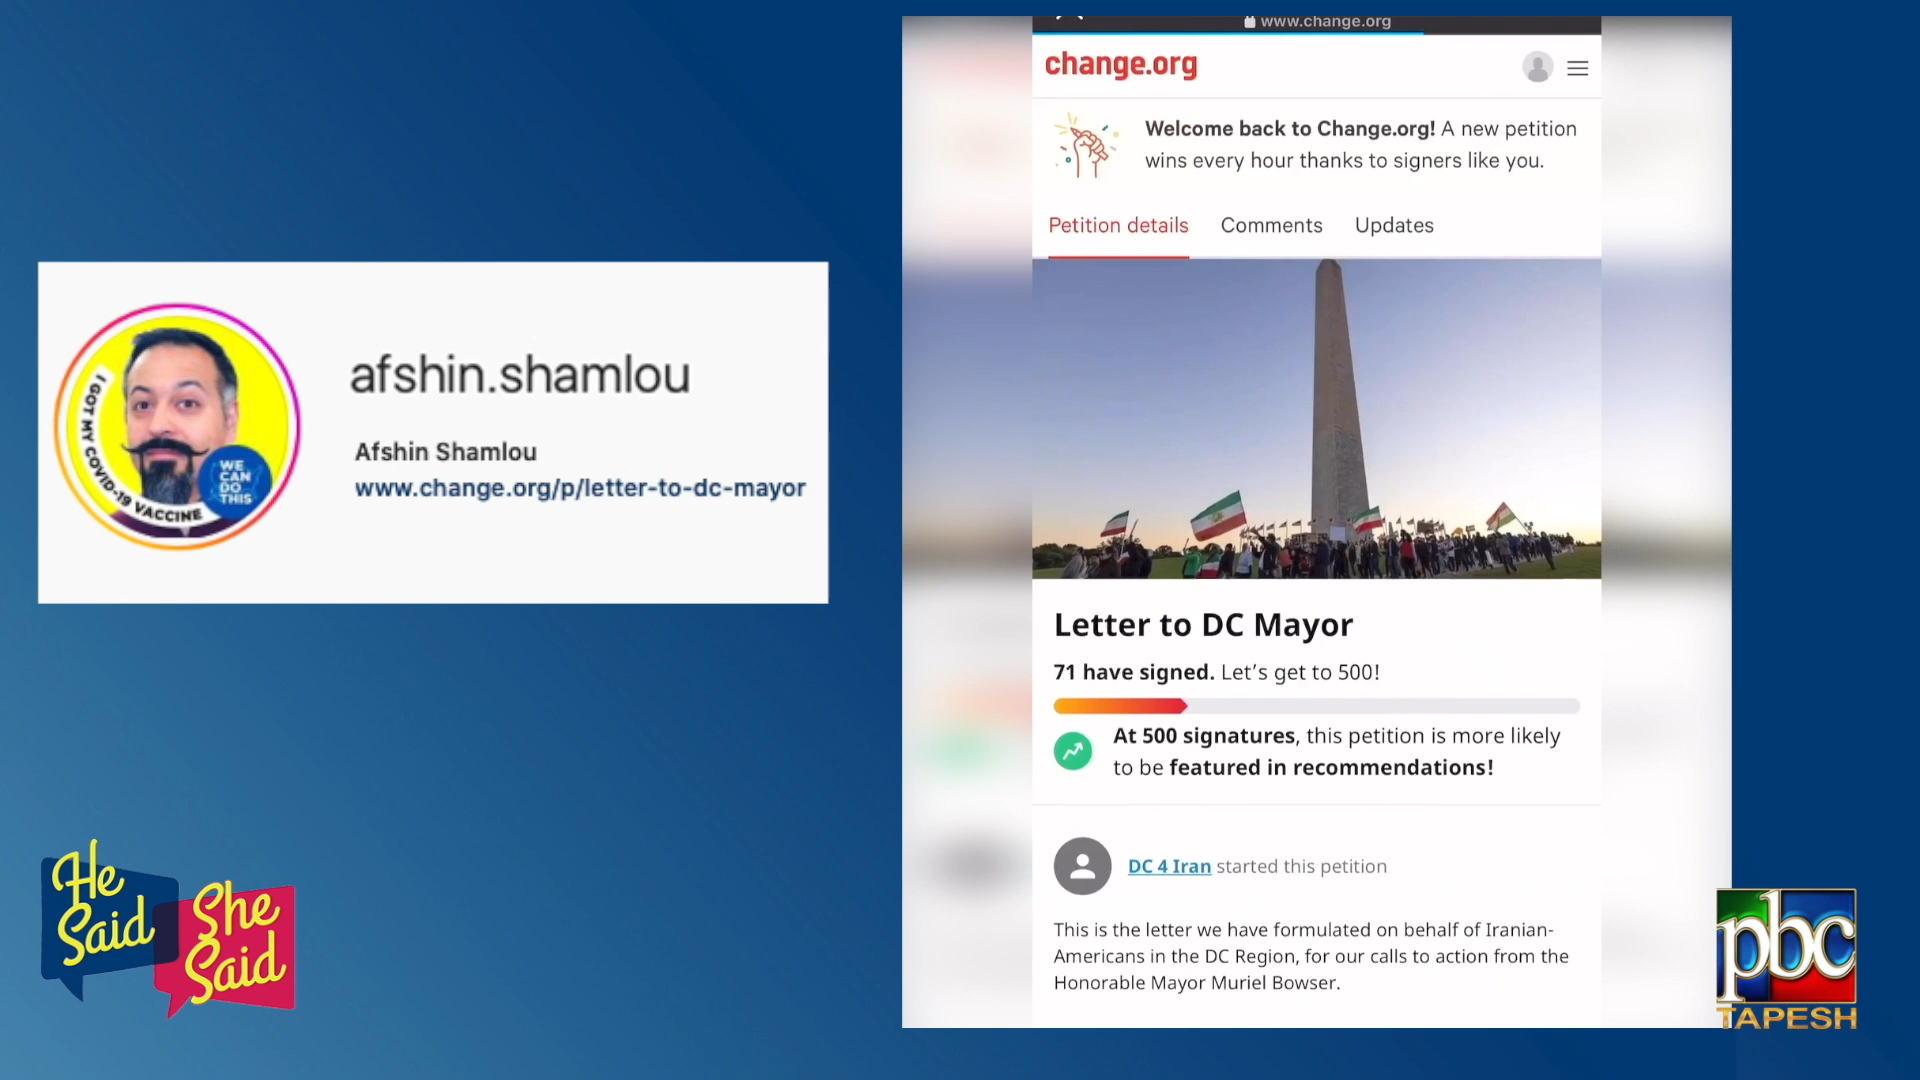 afshin.shamlou
Afshin Shamlou
www.change.org/p/letter-to-dc-mayor
I GOT MY COVID-19 VACCINE
WE
CAN
DO
THIS
He
Said
She
Said
www.change.org
change.org
Welcome back to Change.org! A new petition
wins every hour thanks to signers like you.
Petition details Comments Updates
Letter to DC Mayor
71 have signed. Let's get to 500!
At 500 signatures, this petition is more likely
to be featured in recommendations!
DC 4 Iran started this petition
This is the letter we have formulated on behalf of Iranian-
Americans in the DC Region, for our calls to action from the
Honorable Mayor Muriel Bowser.
pbc
TAPESH